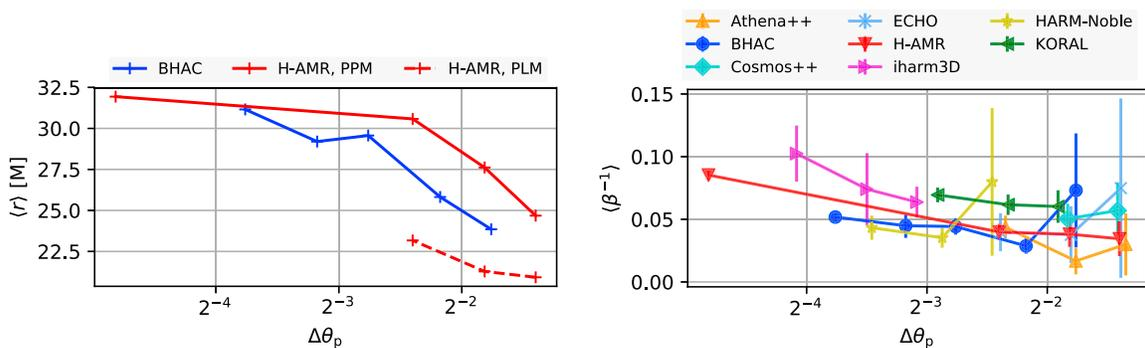 BHAC H-AMR, PPM H-AMR, PLM
32.5
30.0
27.5
25.0
22.5
⟨r⟩ [M]
2⁻⁴ 2⁻³ 2⁻²
Δθₚ
Athena++ ECHO HARM-Noble
BHAC H-AMR KORAL
Cosmos++ iharm3D
0.15
0.10
0.05
0.00
⟨β⁻¹⟩
2⁻⁴ 2⁻³ 2⁻²
Δθₚ